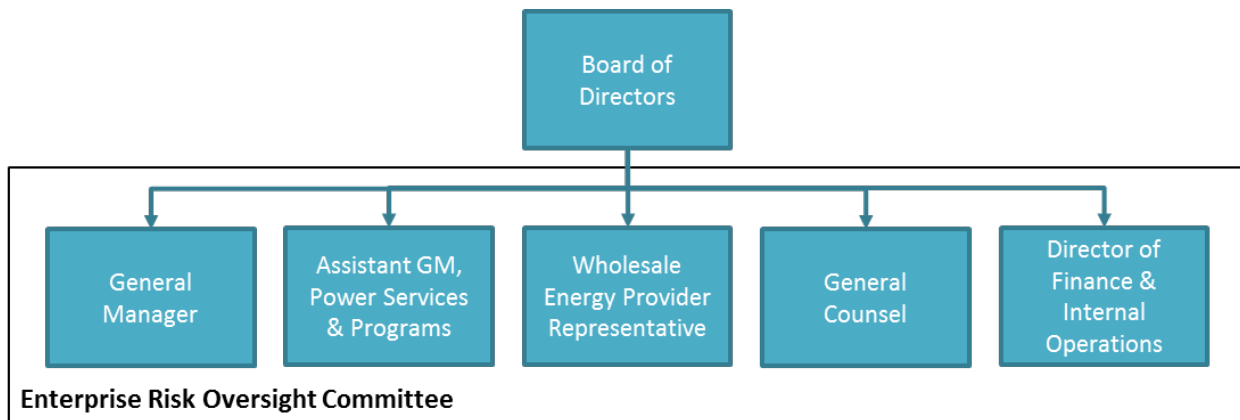 Board of
Directors
General
Manager
Assistant GM,
Power Services
& Programs
Wholesale
Energy Provider
Representative
General
Counsel
Director of
Finance &
Internal
Operations
Enterprise Risk Oversight Committee